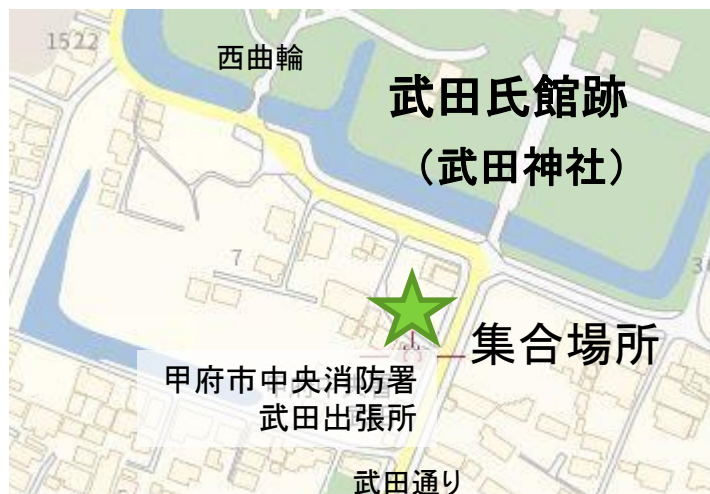 1522
西曲輪
武田氏館跡
（武田神社）
7
集合場所
甲府市中央消防署
武田出張所
武田通り